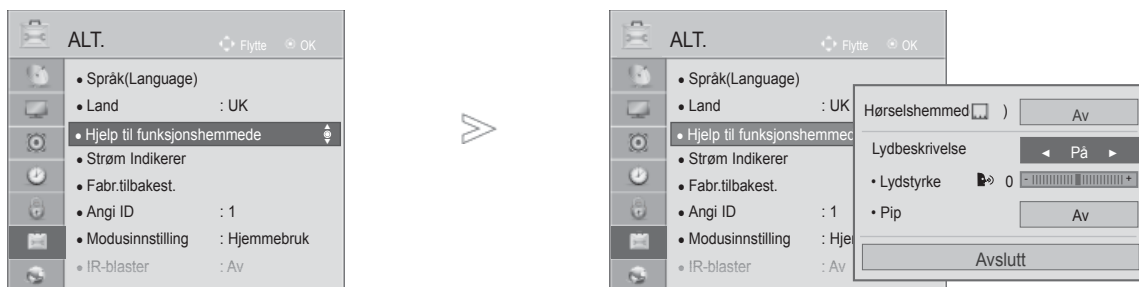 ALT.
Flytte OK
• Språk(Language)
• Land : UK
• Hjelp til funksjonshemmede
• Strøm Indikerer
• Fabr.tilbakest.
• Angi ID : 1
• Modusinnstilling : Hjemmebruk
• IR-blaster : Av
ALT.
Flytte OK
• Språk(Language)
• Land : UK
• Hjelp til funksjonshemmed
• Strøm Indikerer
• Fabr.tilbakest.
• Angi ID : 1
• Modusinnstilling : Hjem
• IR-blaster : Av
Hørselshemmed( ) Av
Lydbeskrivelse ◄ På ►
• Lydstyrke 0 - +
• Pip Av
Avslutt